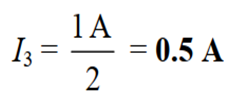 I₃ = 1 A / 2 = 0.5 A